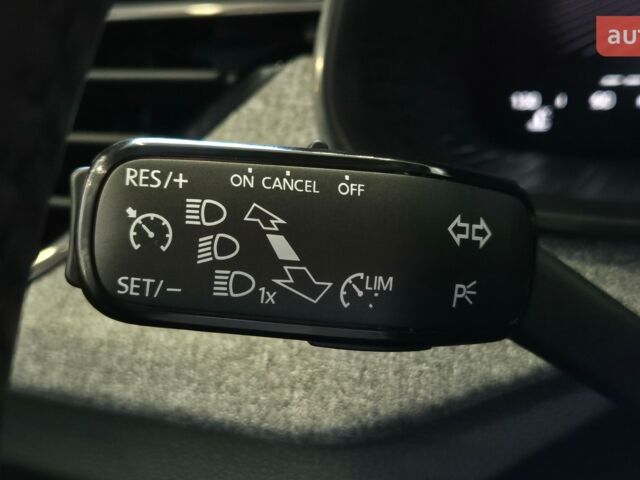 aut
RES/+ ON CANCEL OFF
SET/−
1x
LIM
P